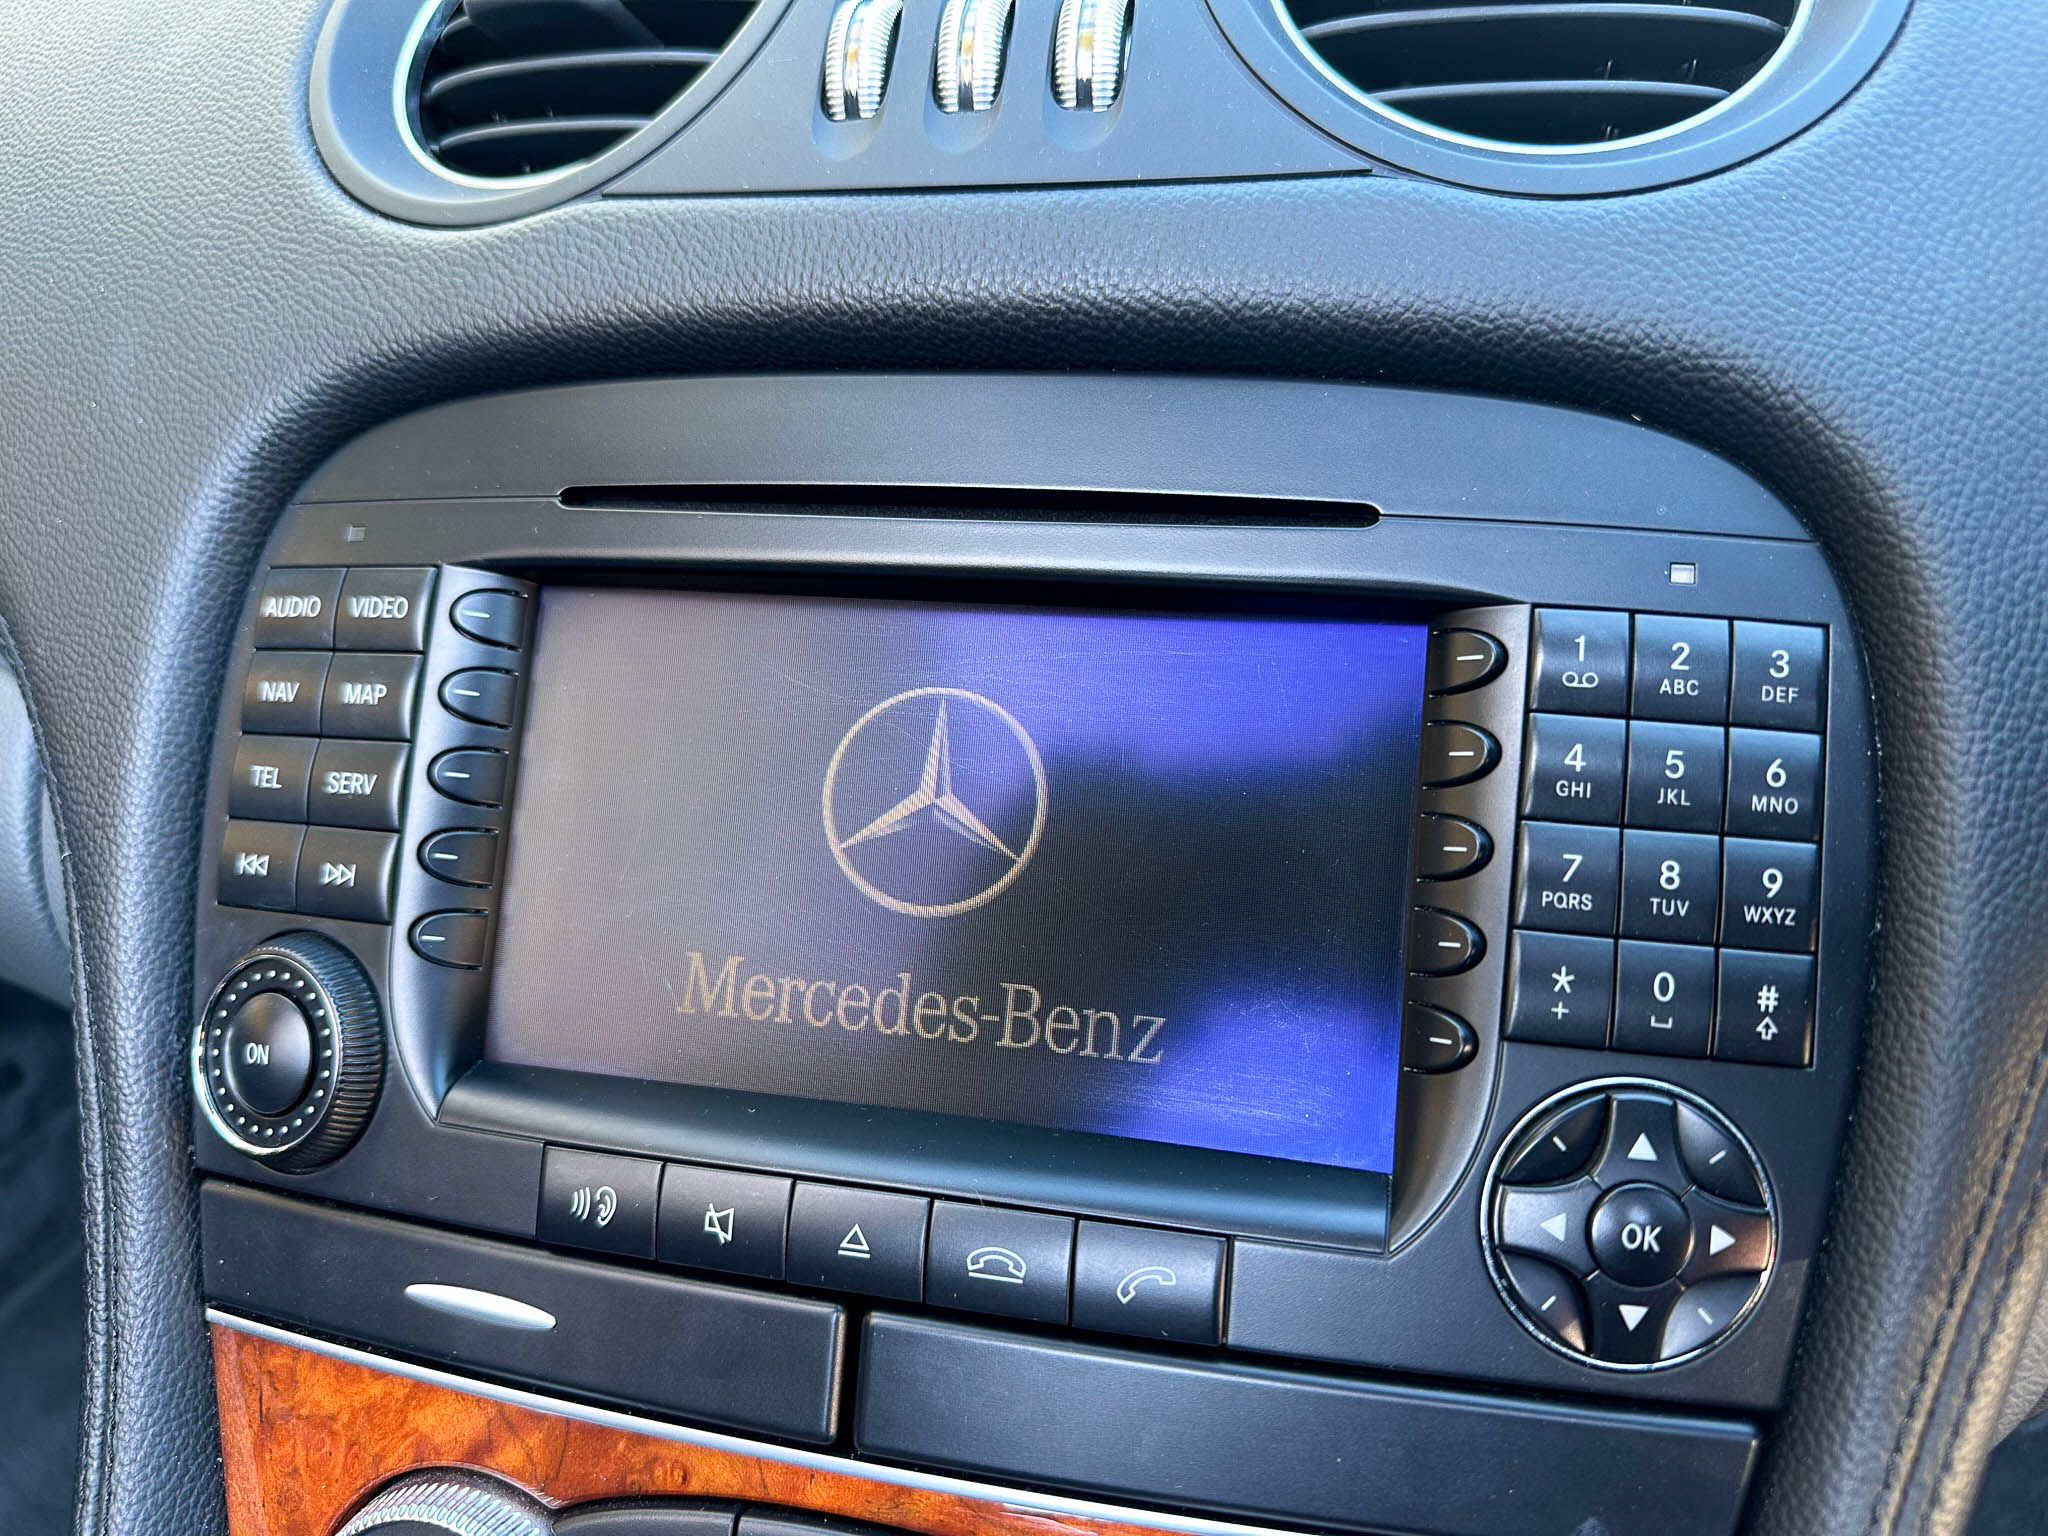 AUDIO VIDEO
NAV MAP
TEL SERV
ON
Mercedes-Benz
1 2 ABC 3 DEF
4 GHI 5 JKL 6 MNO
7 PQRS 8 TUV 9 WXYZ
* + 0 #
OK